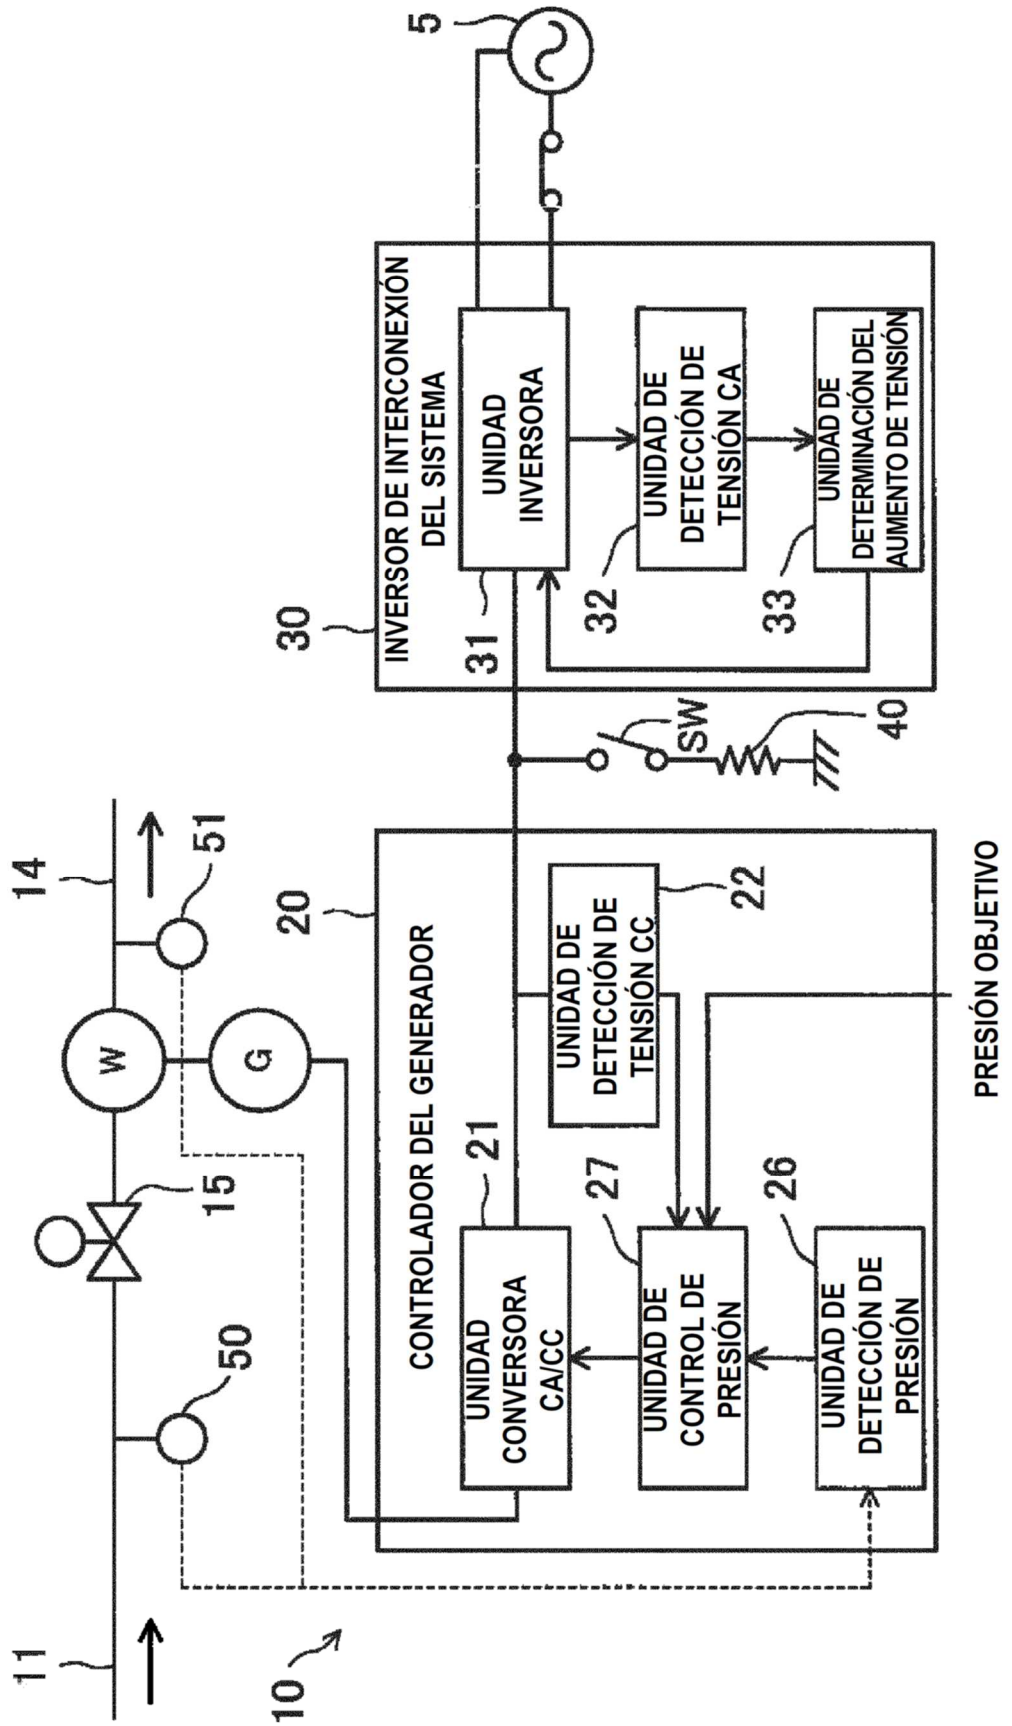 11
14
15
50
51
W
G
10
20
CONTROLADOR DEL GENERADOR
21
UNIDAD
CONVERSORA
CA/CC
22
UNIDAD DE
DETECCIÓN DE
TENSIÓN CC
27
UNIDAD DE
CONTROL DE
PRESIÓN
26
UNIDAD DE
DETECCIÓN DE
PRESIÓN
PRESIÓN OBJETIVO
SW
40
30
INVERSOR DE INTERCONEXIÓN
DEL SISTEMA
31
UNIDAD
INVERSORA
32
UNIDAD DE
DETECCIÓN DE
TENSIÓN CA
33
UNIDAD DE
DETERMINACIÓN DEL
AUMENTO DE TENSIÓN
5